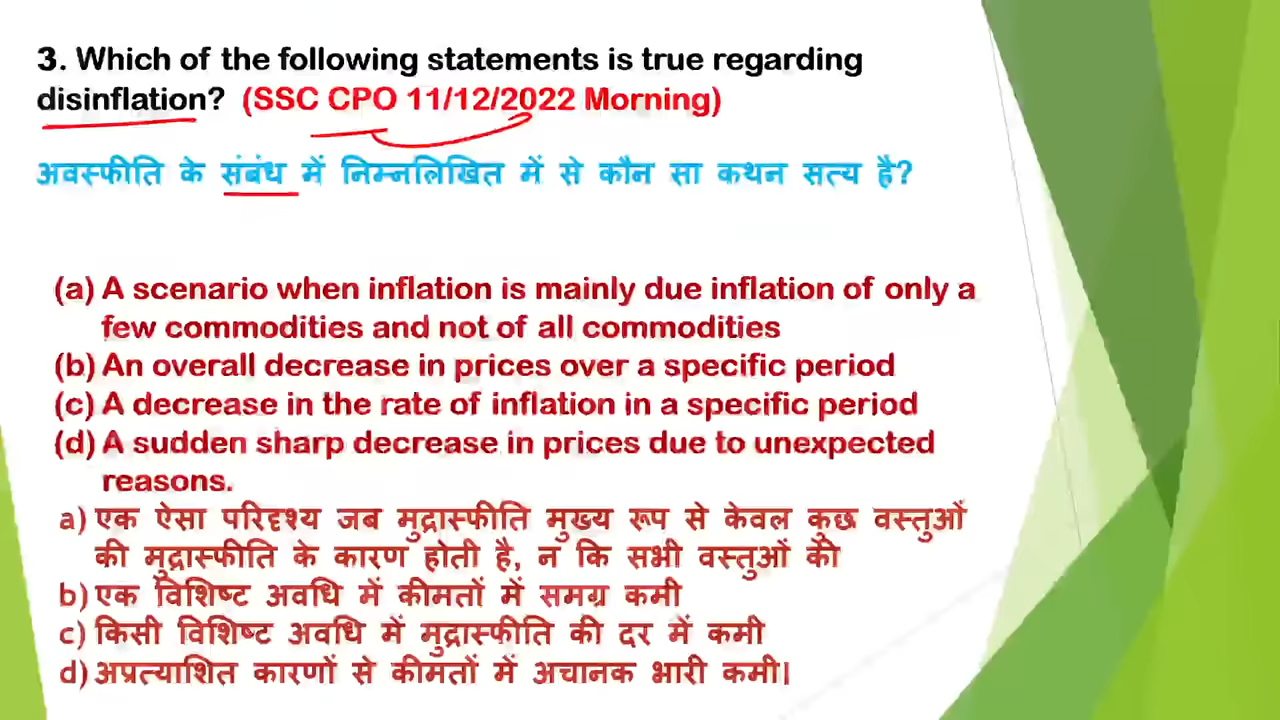 3. Which of the following statements is true regarding
disinflation? (SSC CPO 11/12/2022 Morning)
अवस्फीति के संबंध में निम्नलिखित में से कौन सा कथन सत्य है?
(a) A scenario when inflation is mainly due inflation of only a
few commodities and not of all commodities
(b) An overall decrease in prices over a specific period
(c) A decrease in the rate of inflation in a specific period
(d) A sudden sharp decrease in prices due to unexpected
reasons.
a) एक ऐसा परिदृश्य जब मुद्रास्फीति मुख्य रूप से केवल कुछ वस्तुओं
की मुद्रास्फीति के कारण होती है, न कि सभी वस्तुओं की
b) एक विशिष्ट अवधि में कीमतों में समग्र कमी
c) किसी विशिष्ट अवधि में मुद्रास्फीति की दर में कमी
d) अप्रत्याशित कारणों से कीमतों में अचानक भारी कमी।